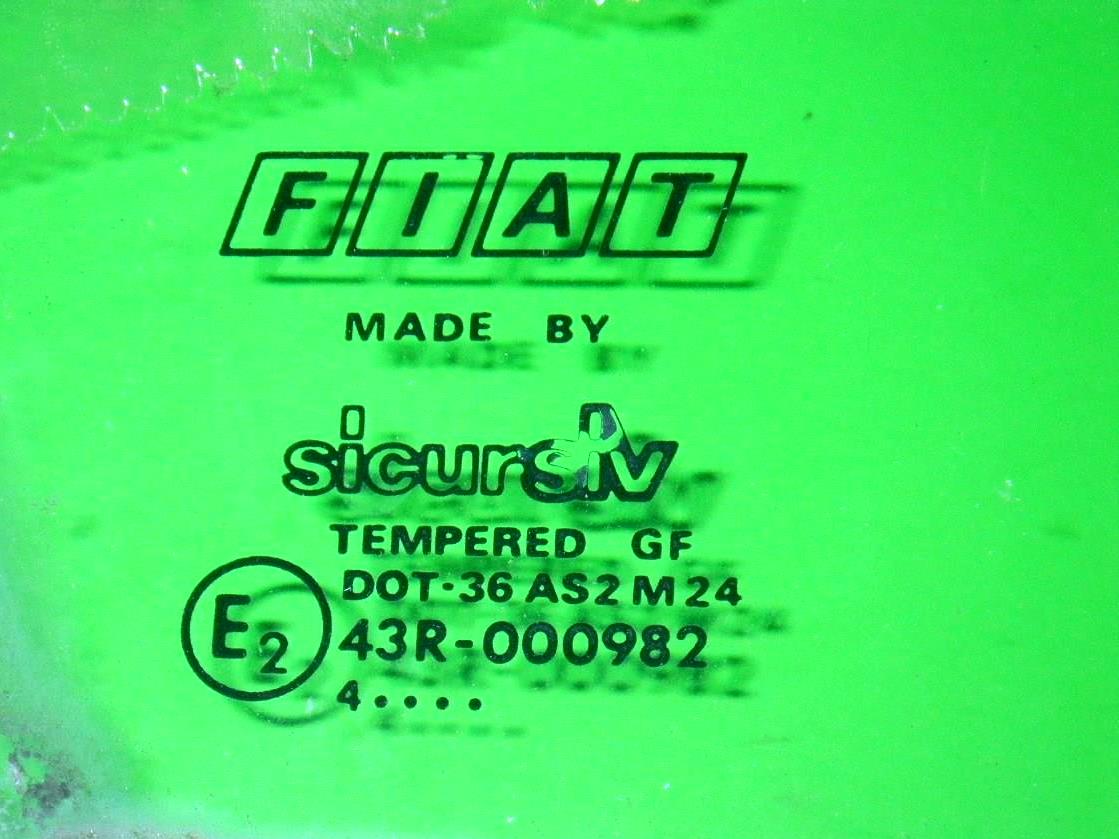 FIAT
MADE BY
sicursiv
TEMPERED GF
DOT-36 AS2 M24
E2 43R-000982
4••••